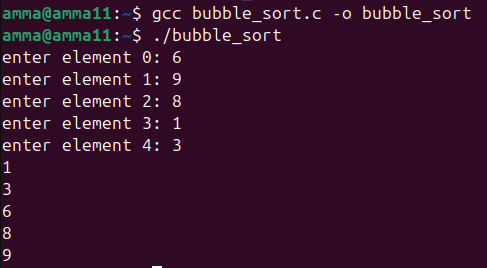 amma@amma11:~$ gcc bubble_sort.c -o bubble_sort
amma@amma11:~$ ./bubble_sort
enter element 0: 6
enter element 1: 9
enter element 2: 8
enter element 3: 1
enter element 4: 3
1
3
6
8
9